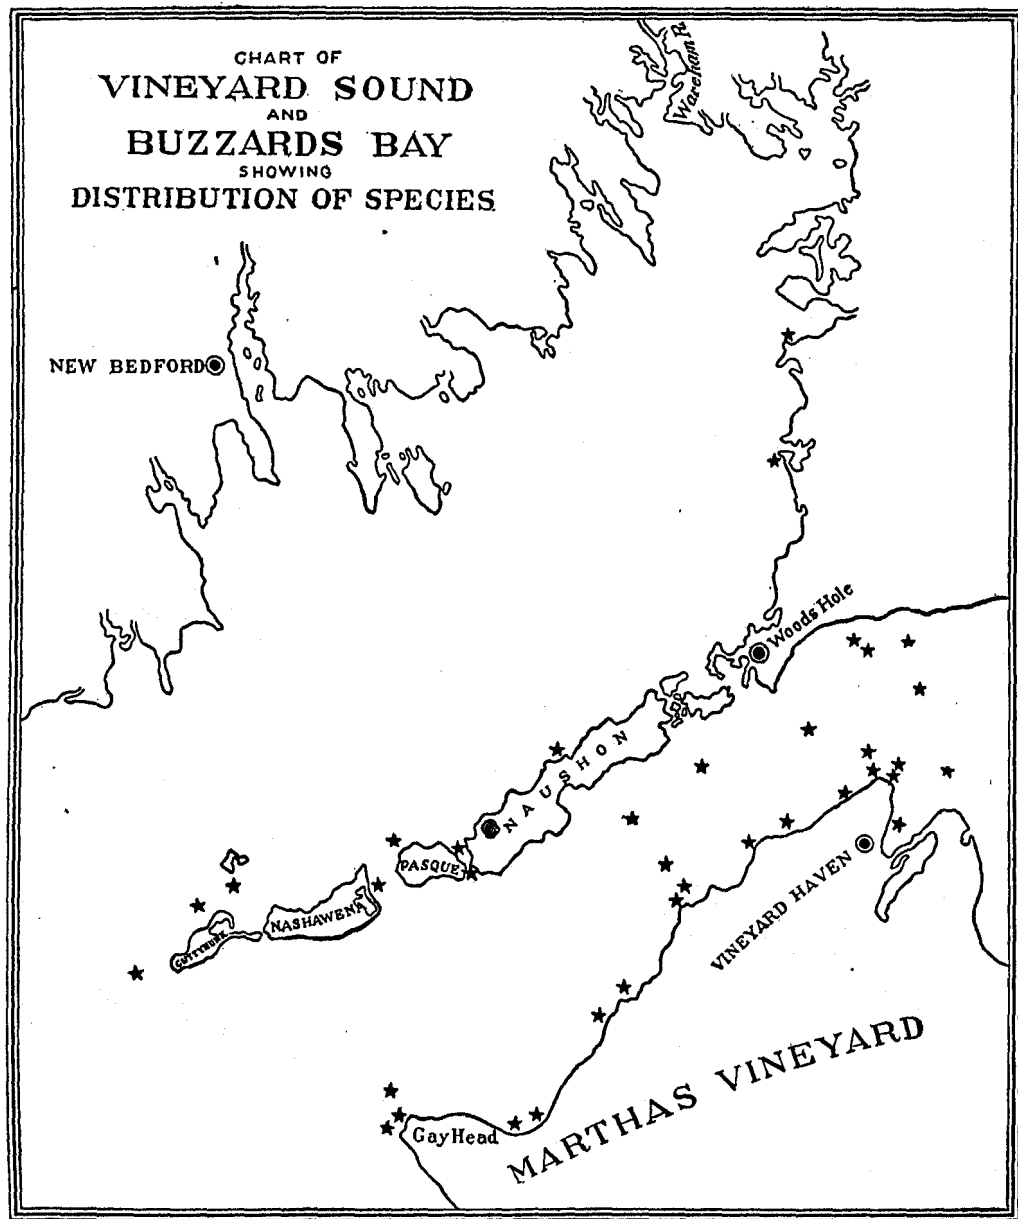 CHART OF
VINEYARD SOUND
AND
BUZZARDS BAY
SHOWING
DISTRIBUTION OF SPECIES
Wareham R.
NEW BEDFORD
Woods Hole
NAUSHON
PASQUE
NASHAWENA
CUTTYHUNK
VINEYARD HAVEN
MARTHAS VINEYARD
Gay Head